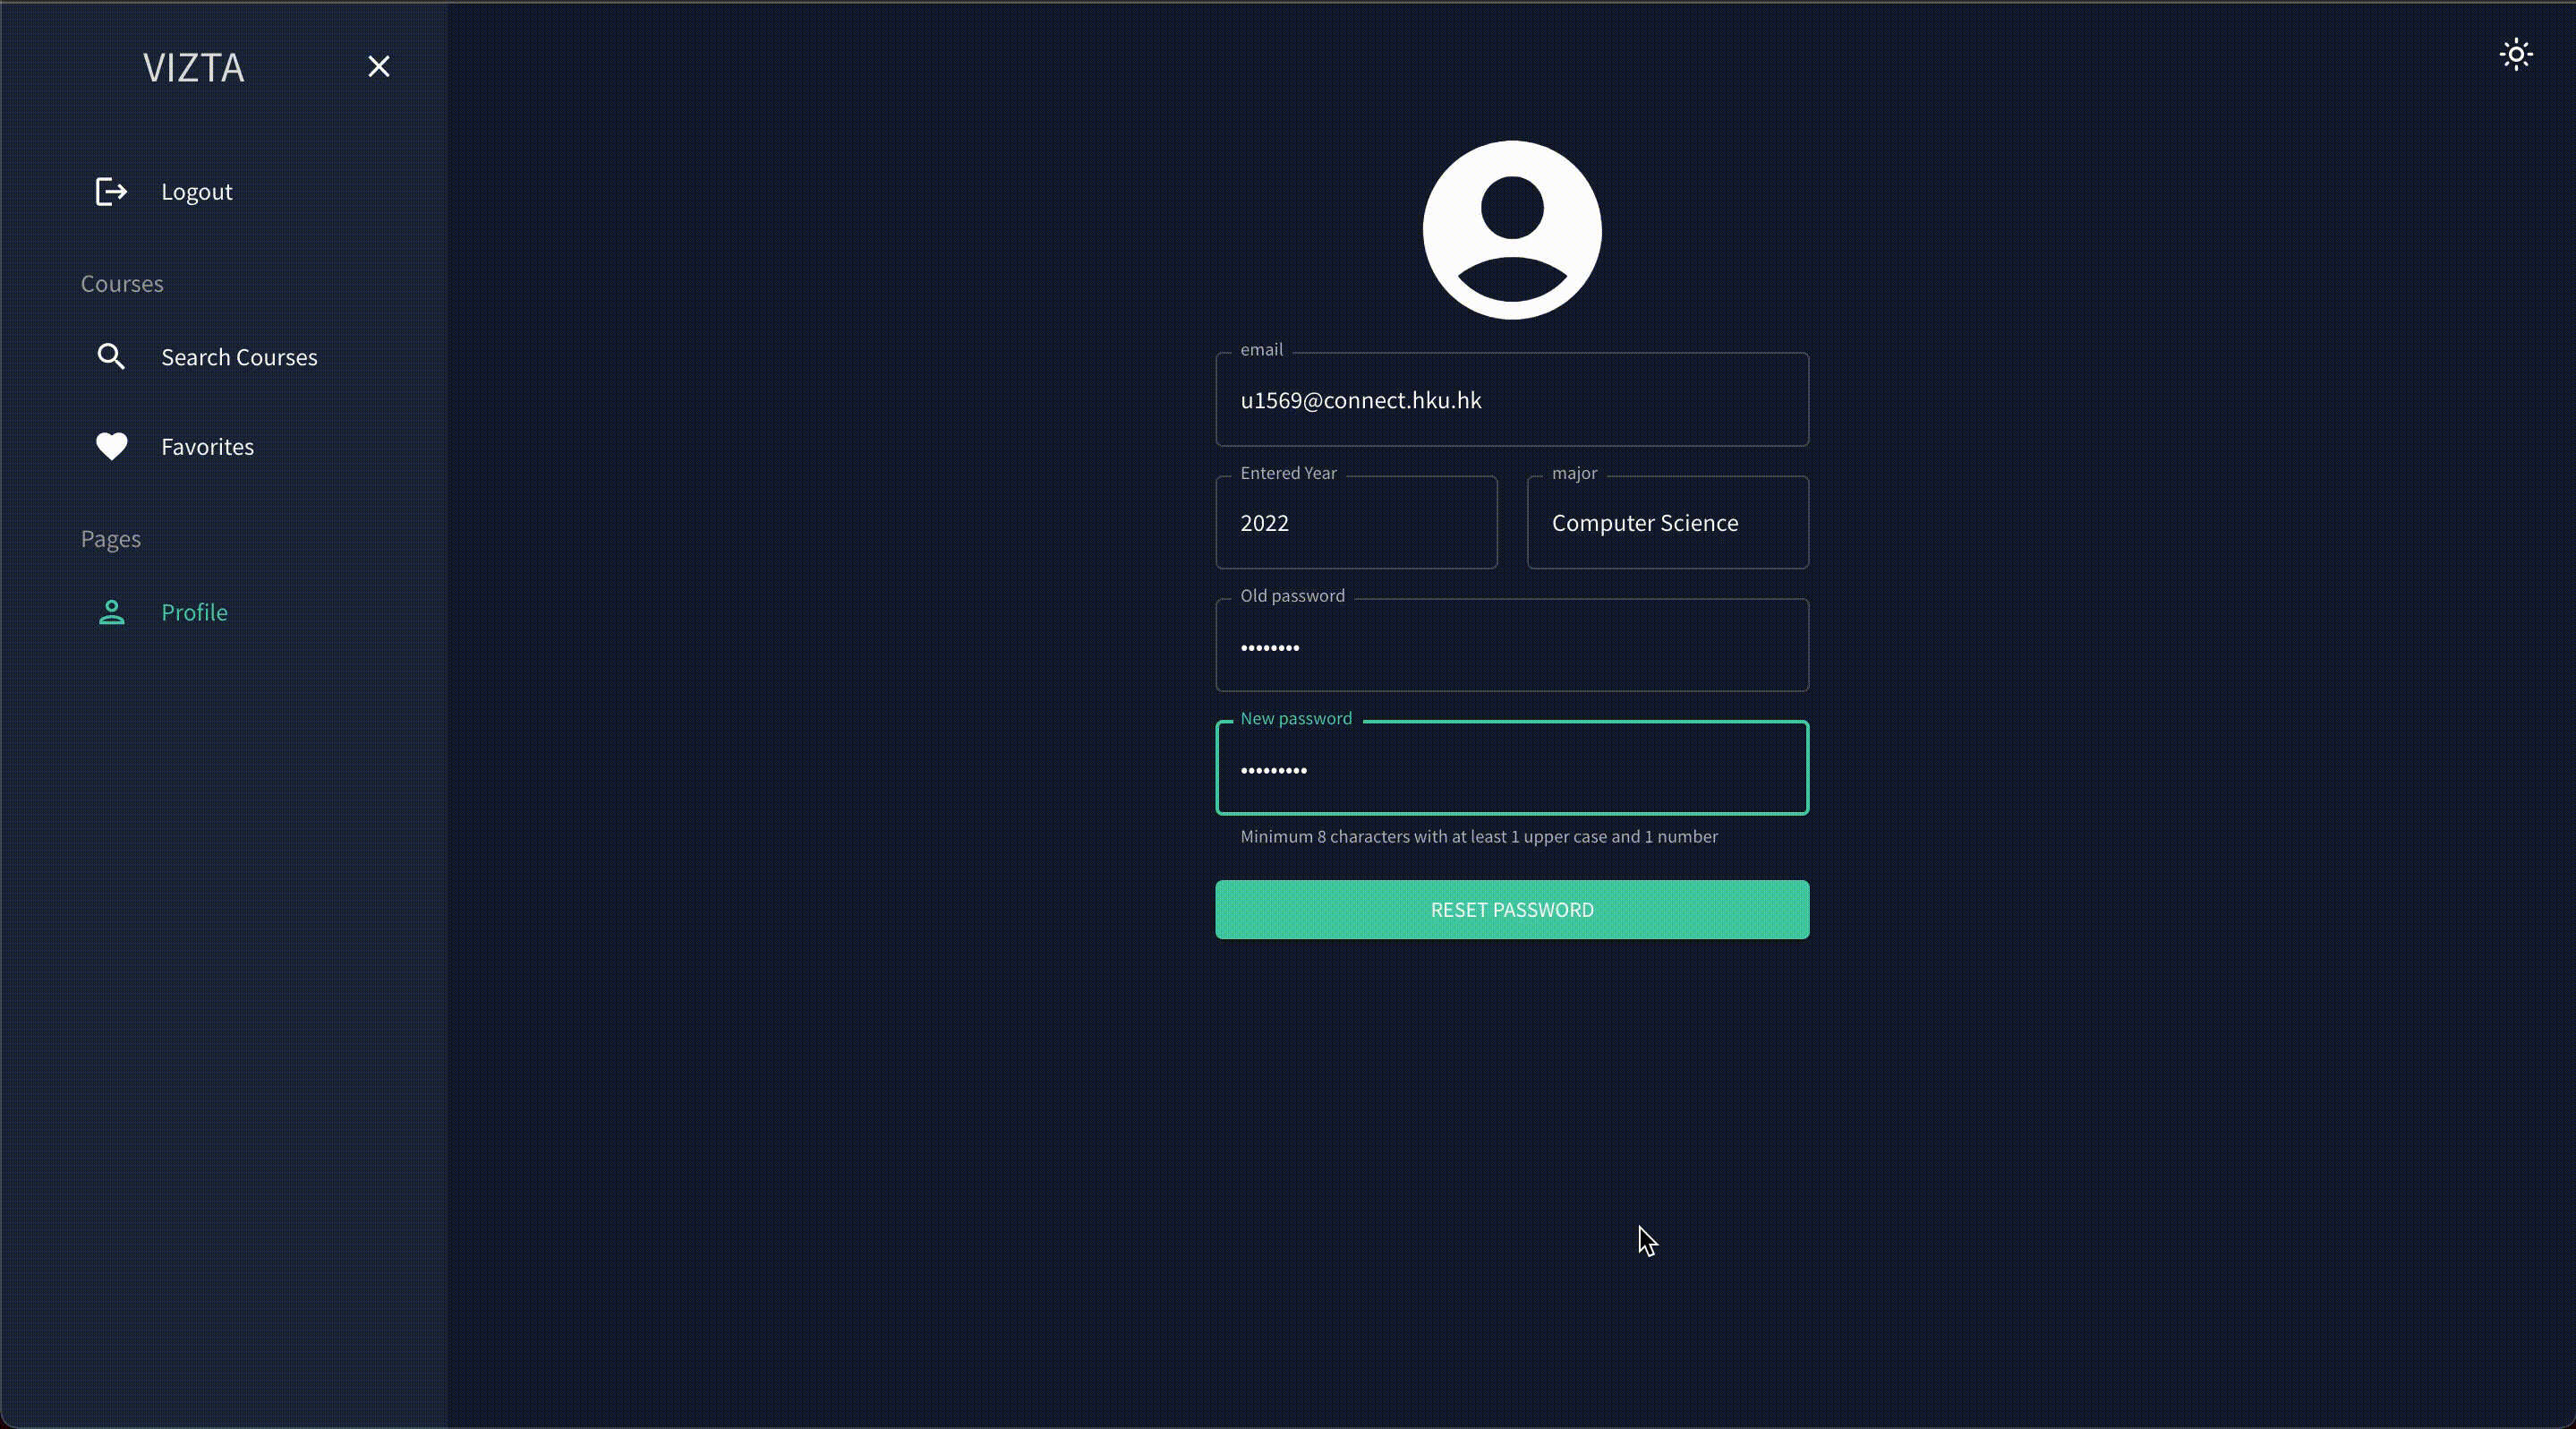 VIZTA
Logout
Courses
Search Courses
Favorites
Pages
Profile
email
u1569@connect.hku.hk
Entered Year
2022
major
Computer Science
Old password
••••••••
New password
•••••••••
Minimum 8 characters with at least 1 upper case and 1 number
RESET PASSWORD